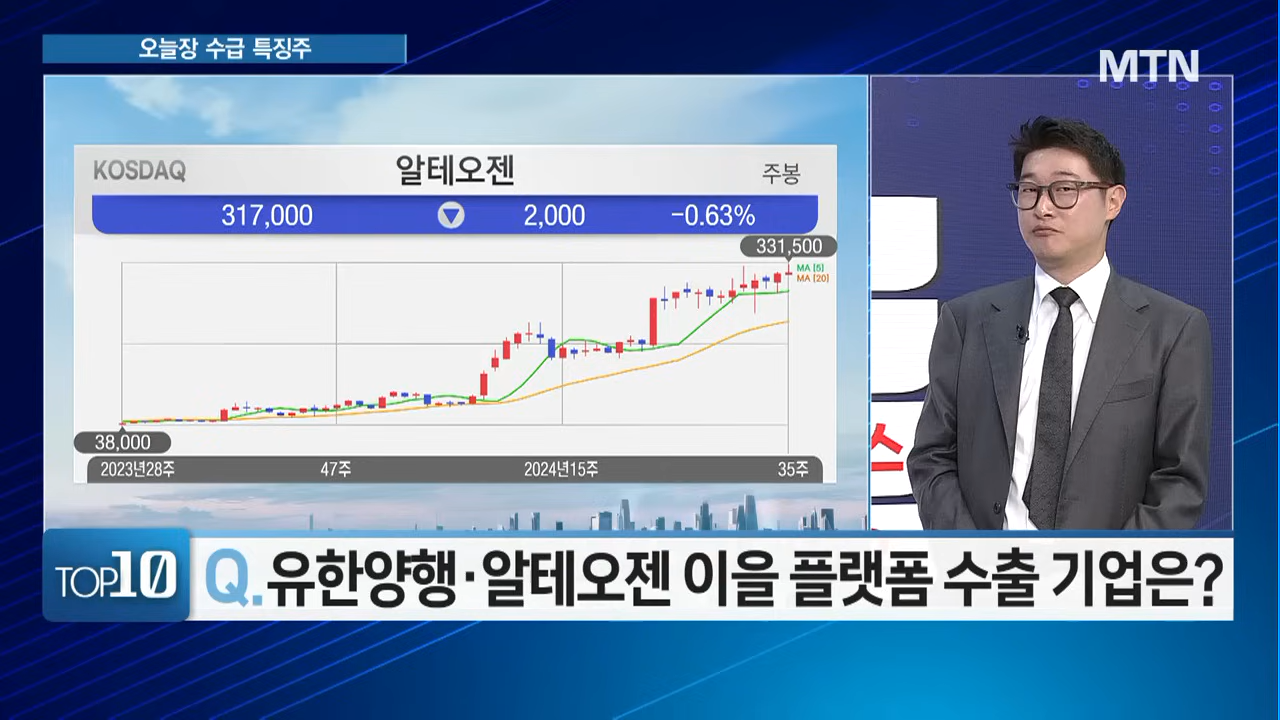 오늘장 수급 특징주
MTN
KOSDAQ 알테오젠 주봉
317,000 ▼ 2,000 -0.63%
331,500
MA [5]
MA [20]
38,000
2023년28주 47주 2024년15주 35주
스
TOP10 Q.유한양행·알테오젠 이을 플랫폼 수출 기업은?